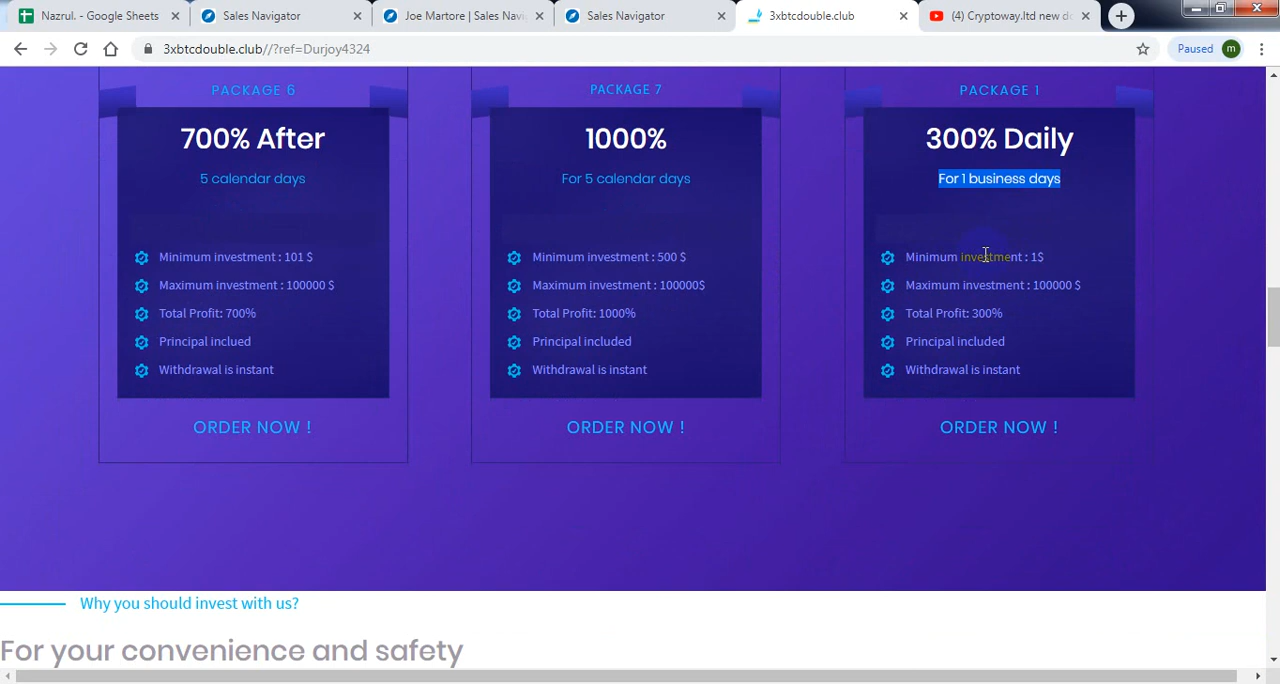 Nazrul. - Google Sheets
Sales Navigator
Joe Martore | Sales Navi
Sales Navigator
3xbtcdouble.club
(4) Cryptoway.ltd new do
3xbtcdouble.club//?ref=Durjoy4324
Paused
m
PACKAGE 6
700% After
5 calendar days
Minimum investment : 101 $
Maximum investment : 100000 $
Total Profit: 700%
Principal inclued
Withdrawal is instant
ORDER NOW !
PACKAGE 7
1000%
For 5 calendar days
Minimum investment : 500 $
Maximum investment : 100000$
Total Profit: 1000%
Principal included
Withdrawal is instant
ORDER NOW !
PACKAGE 1
300% Daily
For 1 business days
Minimum investment : 1$
Maximum investment : 100000 $
Total Profit: 300%
Principal included
Withdrawal is instant
ORDER NOW !
Why you should invest with us?
For your convenience and safety